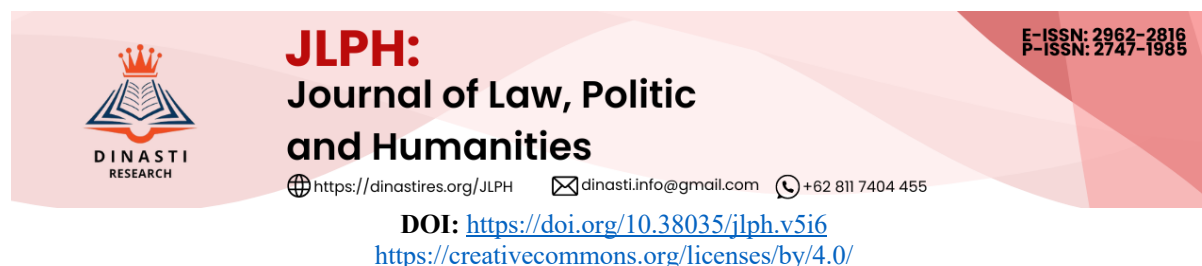 E-ISSN: 2962-2816
P-ISSN: 2747-1985
JLPH:
Journal of Law, Politic
and Humanities
DINASTI
RESEARCH
https://dinastires.org/JLPH dinasti.info@gmail.com +62 811 7404 455
DOI: https://doi.org/10.38035/jlph.v5i6
https://creativecommons.org/licenses/by/4.0/